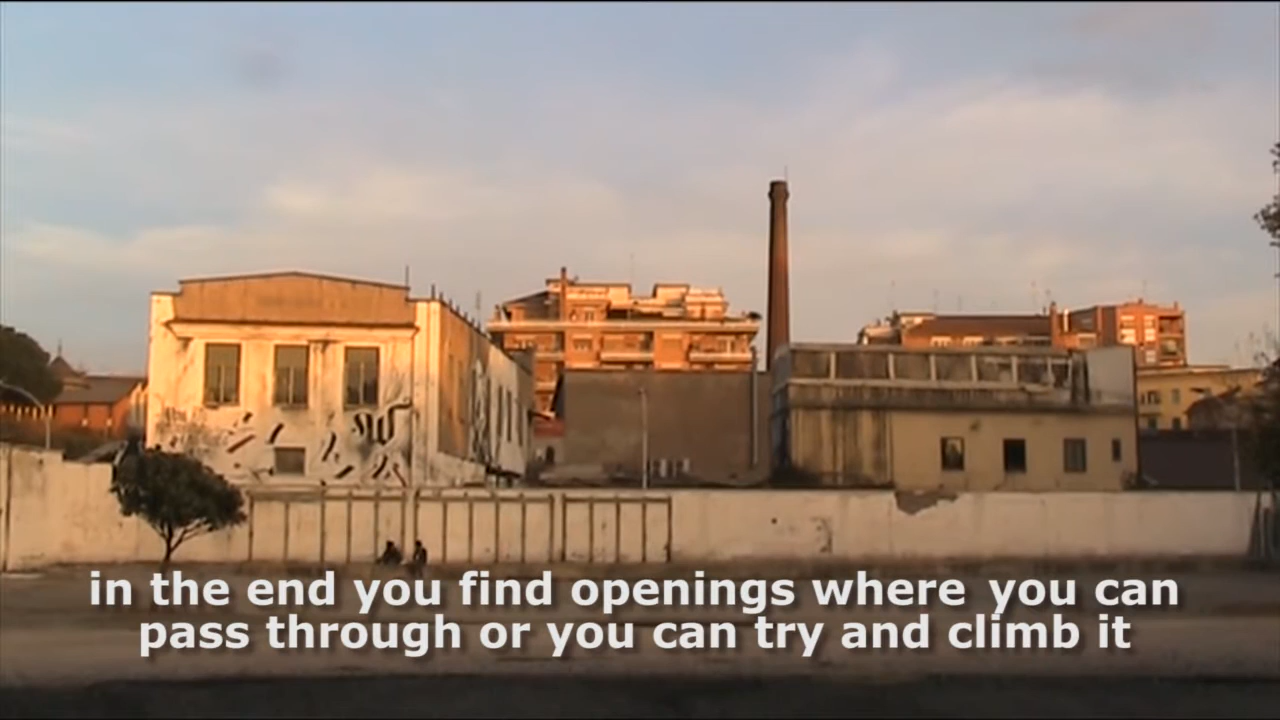 in the end you find openings where you can
pass through or you can try and climb it